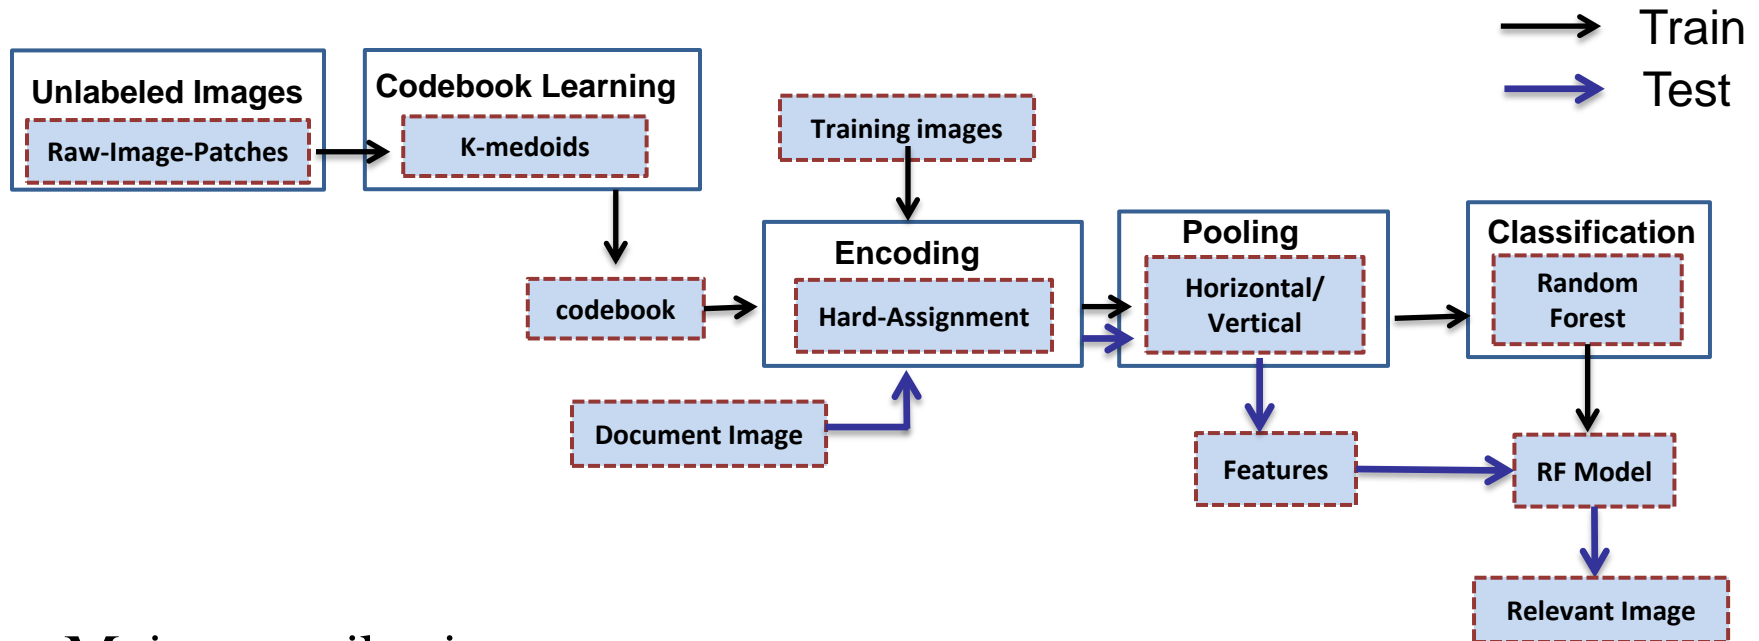 Train
Test
Unlabeled Images
Raw-Image-Patches
Codebook Learning
K-medoids
Training images
codebook
Encoding
Hard-Assignment
Pooling
Horizontal/
Vertical
Classification
Random
Forest
Document Image
Features
RF Model
Relevant Image